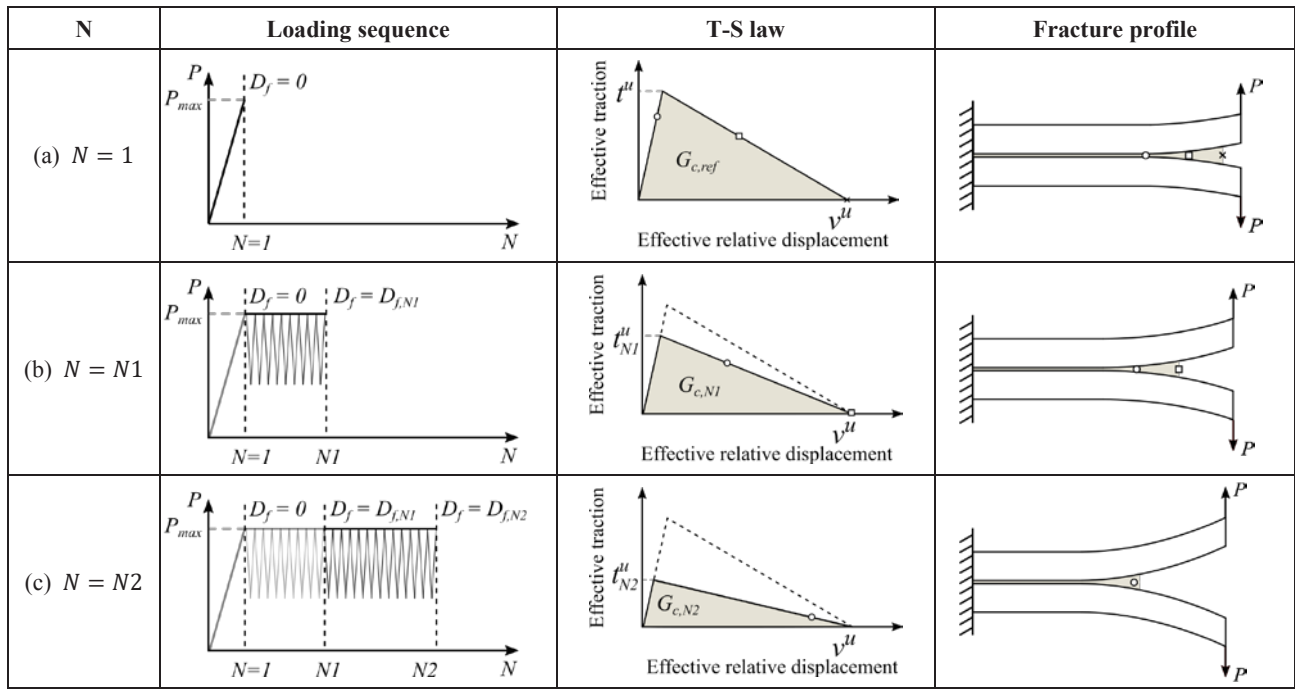 N Loading sequence T-S law Fracture profile
(a) N = 1
P
P_max
D_f = 0
N=1 N
Effective traction
t^u
G_c,ref
v^u
Effective relative displacement
P
P
(b) N = N1
P
P_max
D_f = 0 D_f = D_f,N1
N=1 N1 N
Effective traction
t^u_N1
G_c,N1
v^u
Effective relative displacement
P
P
(c) N = N2
P
P_max
D_f = 0 D_f = D_f,N1 D_f = D_f,N2
N=1 N1 N2 N
Effective traction
t^u_N2
G_c,N2
v^u
Effective relative displacement
P
P